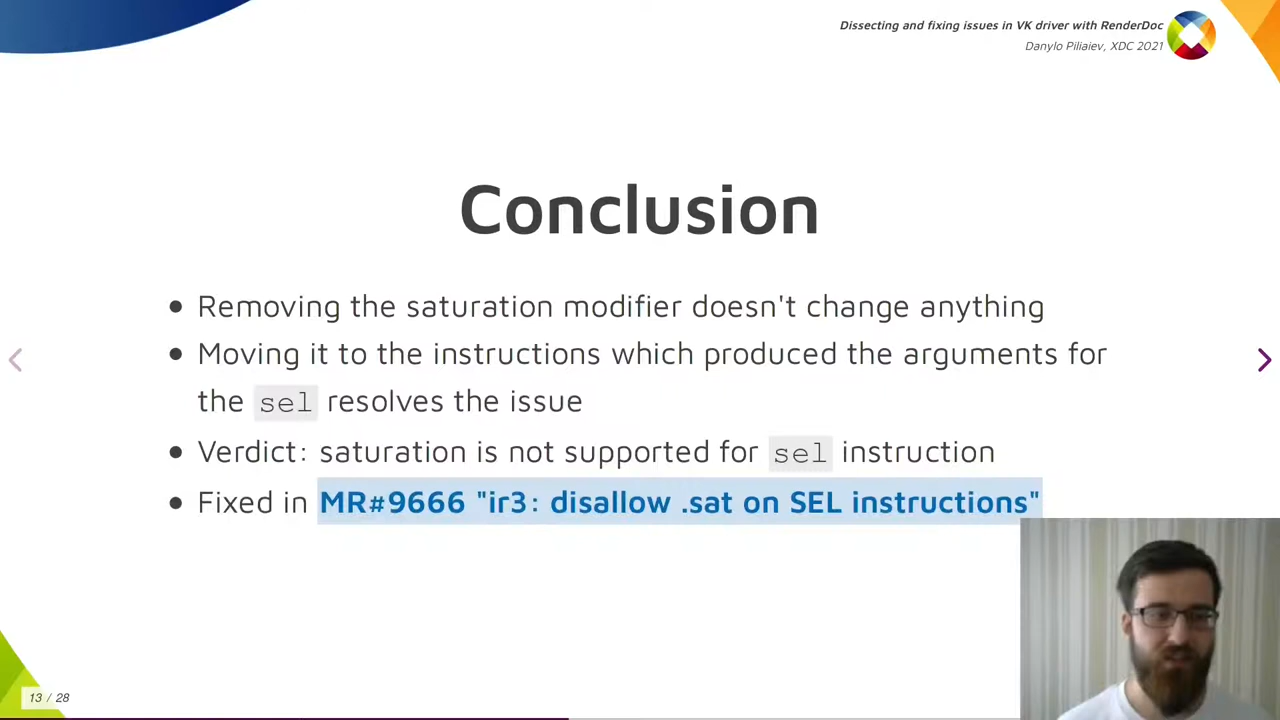 Dissecting and fixing issues in VK driver with RenderDoc
Danylo Piliaiev, XDC 2021
Conclusion
Removing the saturation modifier doesn't change anything
Moving it to the instructions which produced the arguments for
the sel resolves the issue
Verdict: saturation is not supported for sel instruction
Fixed in MR#9666 "ir3: disallow .sat on SEL instructions"
13 / 28